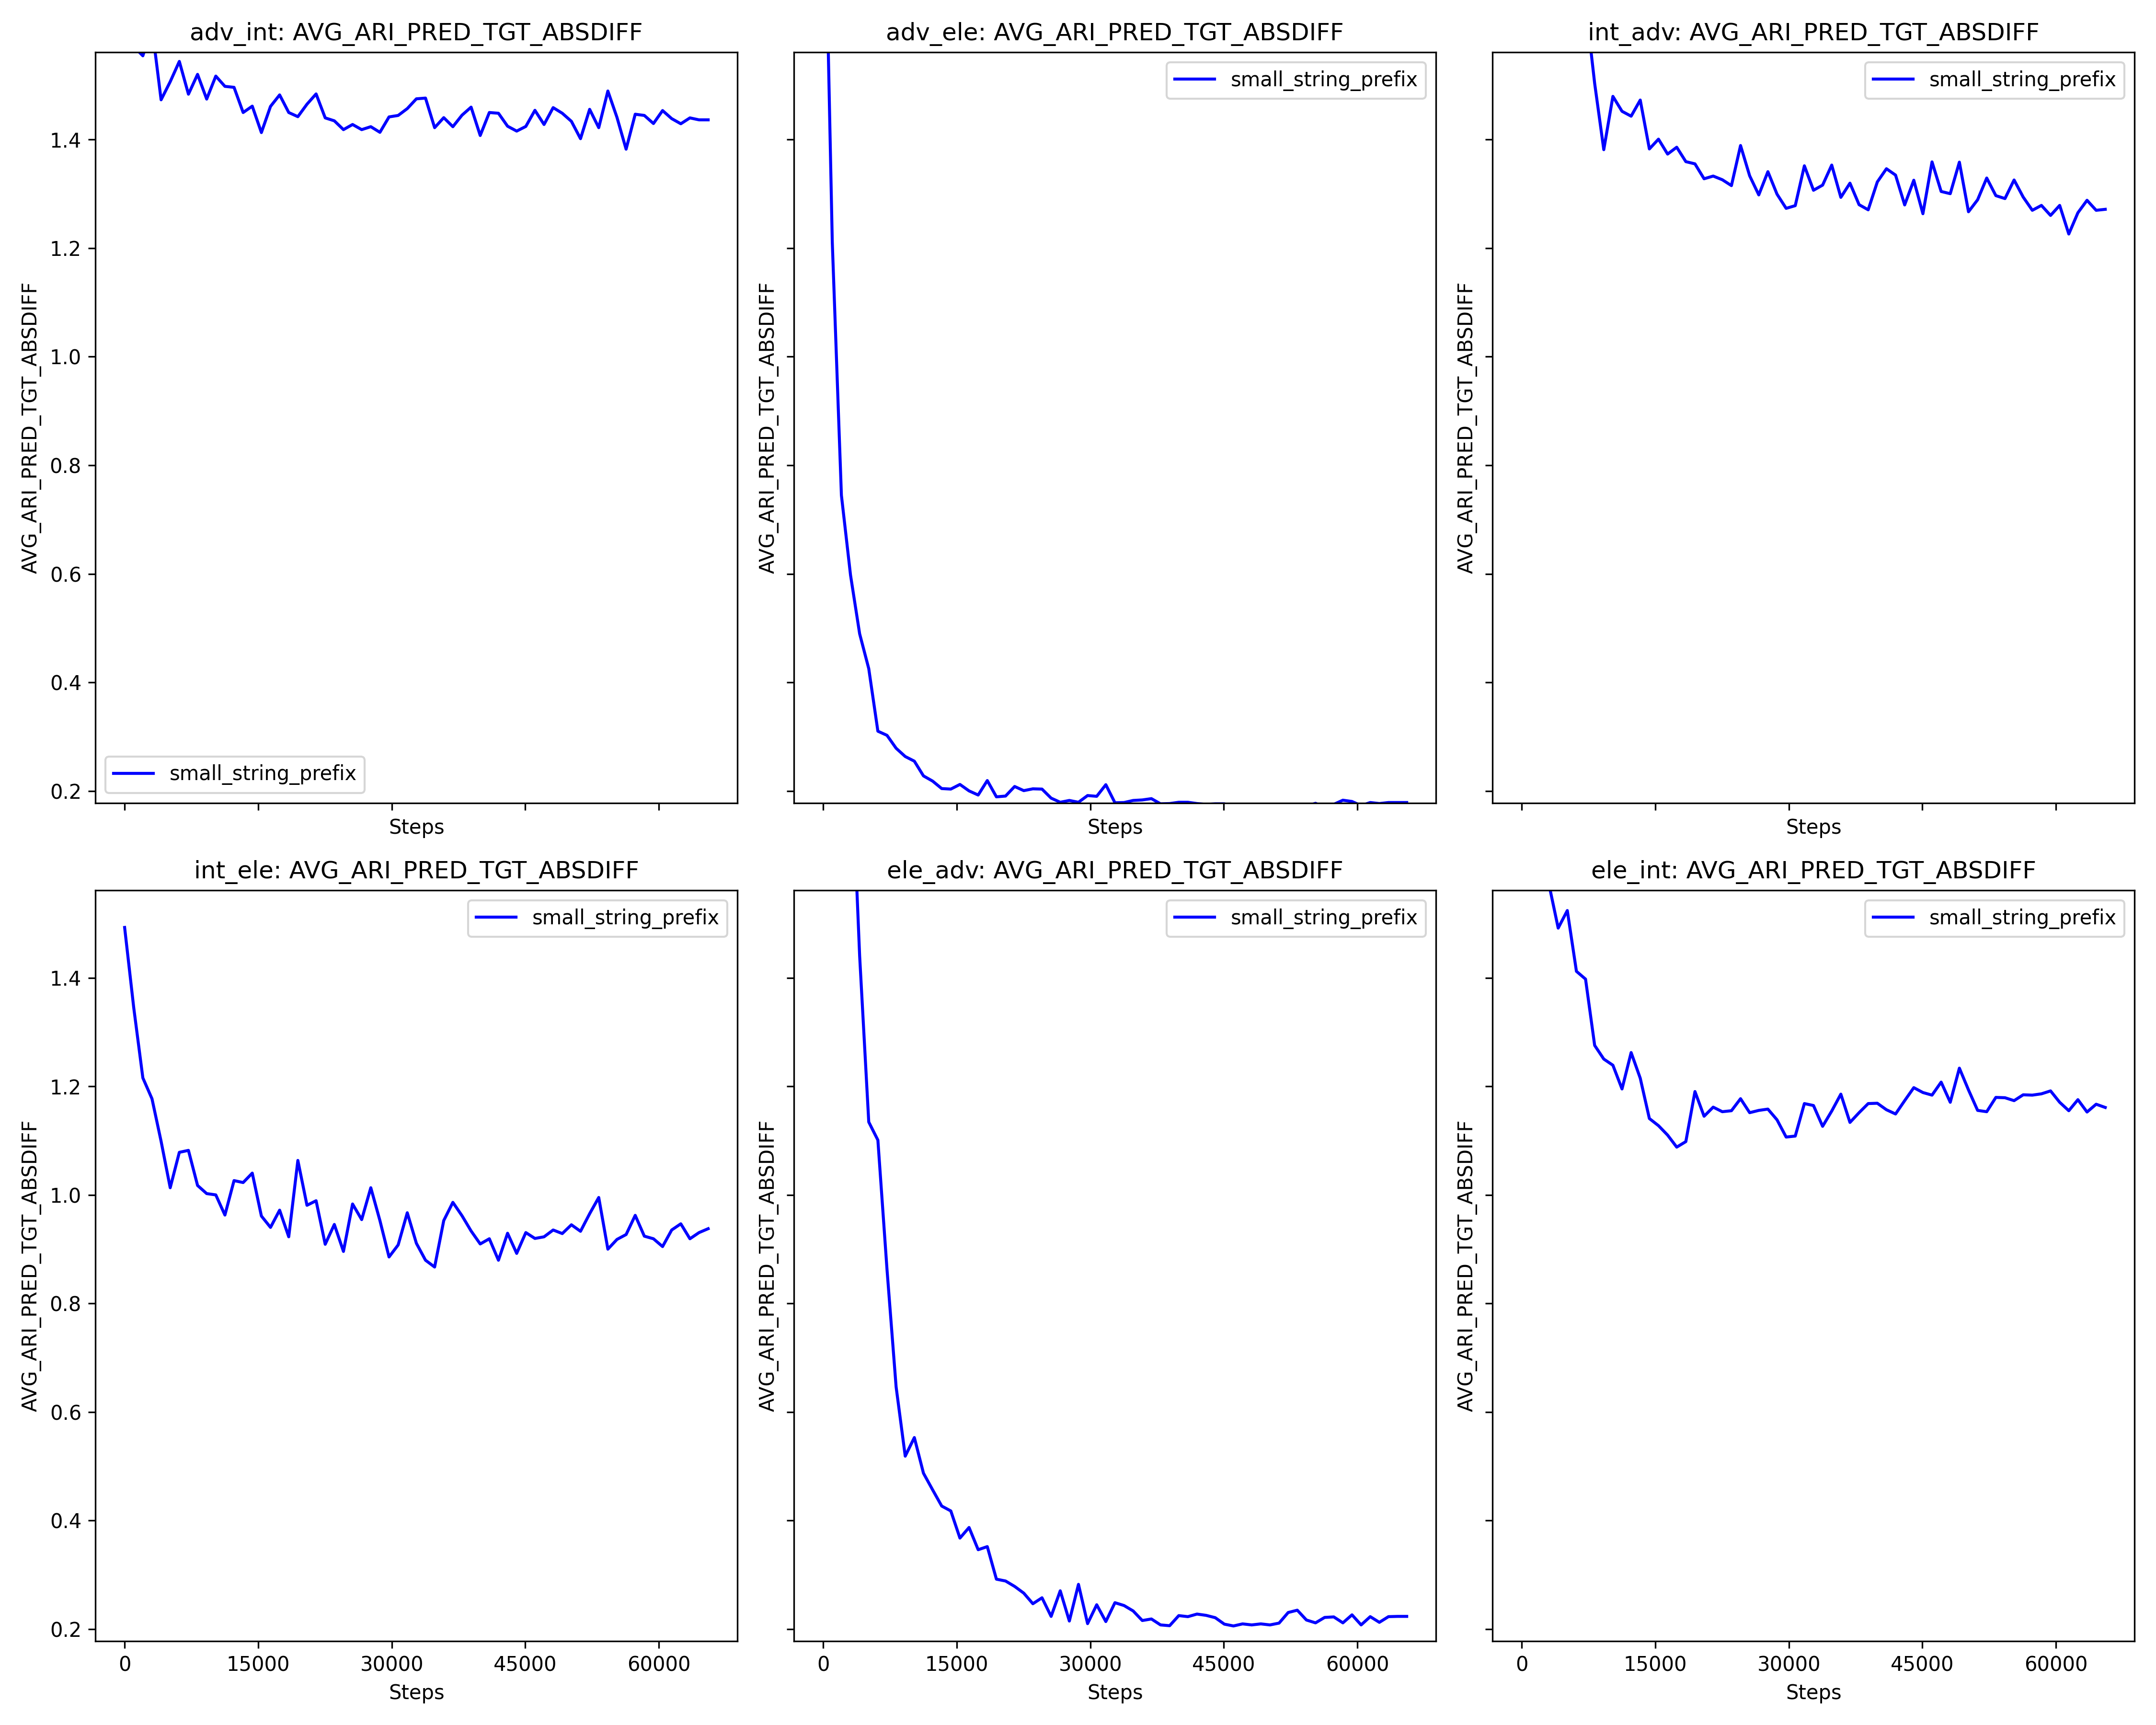 adv_int: AVG_ARI_PRED_TGT_ABSDIFF
AVG_ARI_PRED_TGT_ABSDIFF
1.4
1.2
1.0
0.8
0.6
0.4
0.2
small_string_prefix
Steps
adv_ele: AVG_ARI_PRED_TGT_ABSDIFF
AVG_ARI_PRED_TGT_ABSDIFF
small_string_prefix
Steps
int_adv: AVG_ARI_PRED_TGT_ABSDIFF
AVG_ARI_PRED_TGT_ABSDIFF
small_string_prefix
Steps
int_ele: AVG_ARI_PRED_TGT_ABSDIFF
AVG_ARI_PRED_TGT_ABSDIFF
small_string_prefix
1.4
1.2
1.0
0.8
0.6
0.4
0.2
0 15000 30000 45000 60000
Steps
ele_adv: AVG_ARI_PRED_TGT_ABSDIFF
AVG_ARI_PRED_TGT_ABSDIFF
small_string_prefix
0 15000 30000 45000 60000
Steps
ele_int: AVG_ARI_PRED_TGT_ABSDIFF
AVG_ARI_PRED_TGT_ABSDIFF
small_string_prefix
0 15000 30000 45000 60000
Steps